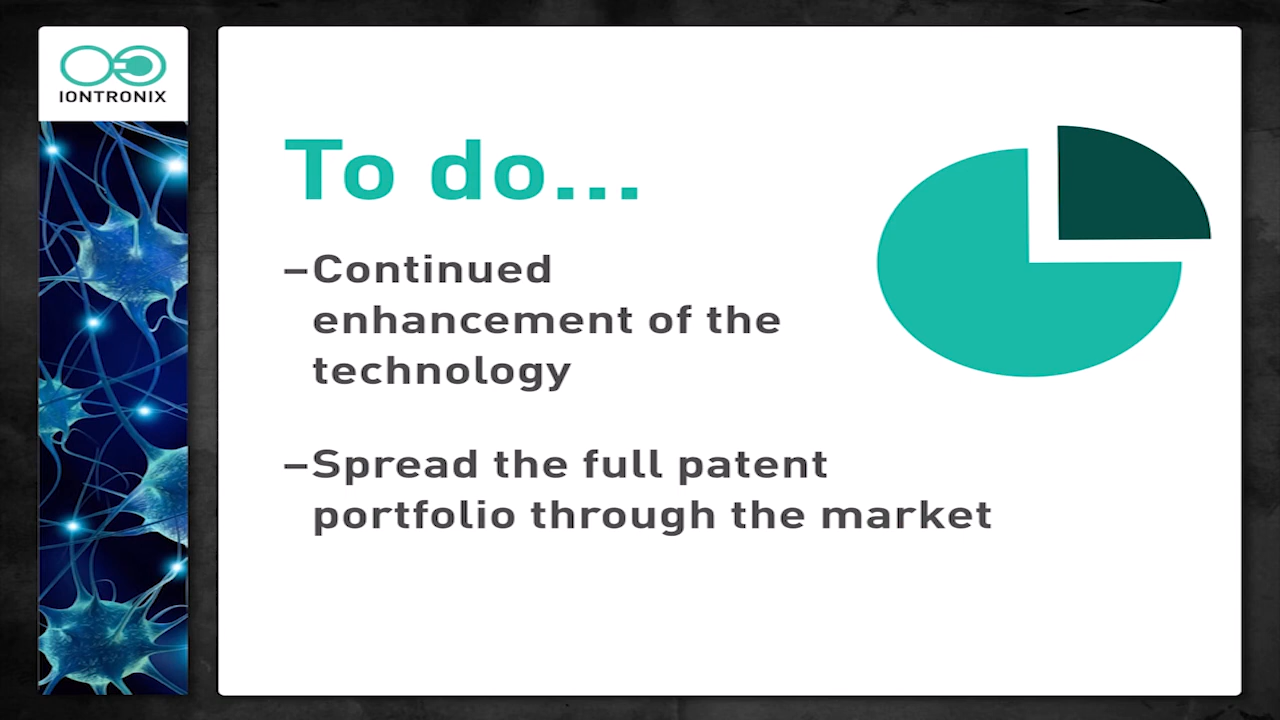 IONTRONIX
To do...
–Continued
enhancement of the
technology
–Spread the full patent
portfolio through the market